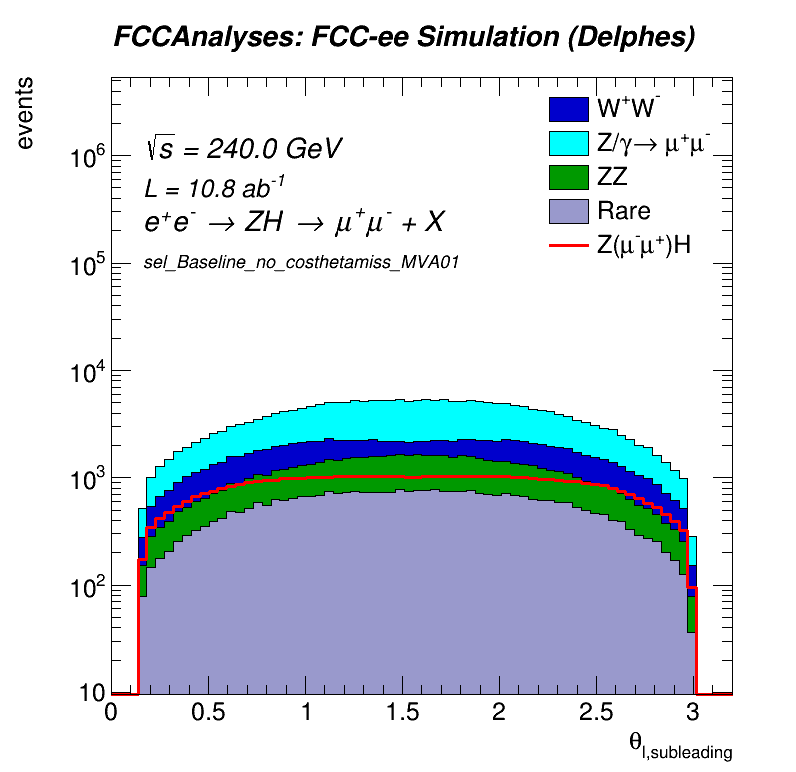 FCCAnalyses: FCC-ee Simulation (Delphes)
events
√s = 240.0 GeV
L = 10.8 ab⁻¹
e⁺e⁻ → ZH → μ⁺μ⁻ + X
sel_Baseline_no_costhetamiss_MVA01
W⁺W⁻
Z/γ→ μ⁺μ⁻
ZZ
Rare
Z(μ⁻μ⁺)H
10⁶
10⁵
10⁴
10³
10²
10
0 0.5 1 1.5 2 2.5 3
θl,subleading